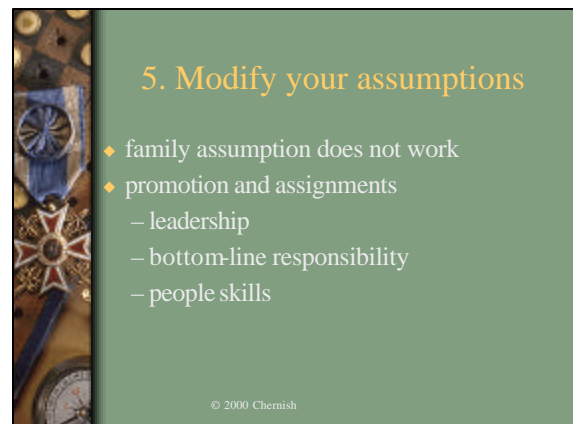 5. Modify your assumptions
◆ family assumption does not work
◆ promotion and assignments
– leadership
– bottom-line responsibility
– people skills
© 2000 Chernish